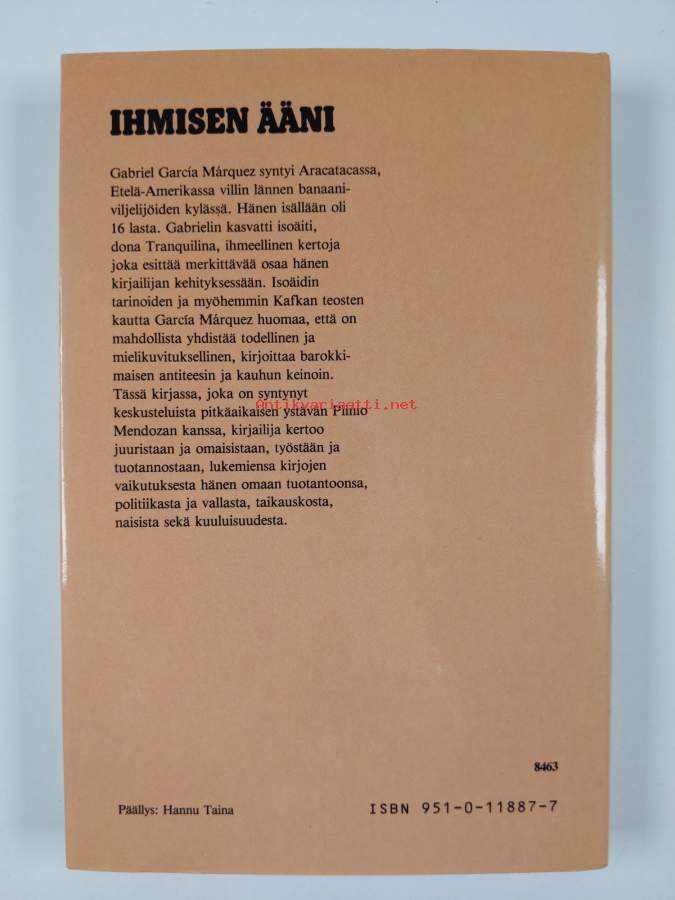 IHMISEN ÄÄNI
Gabriel García Márquez syntyi Aracatacassa,
Etelä-Amerikassa villin lännen banaani-
viljelijöiden kylässä. Hänen isällään oli
16 lasta. Gabrielin kasvatti isoäiti,
dona Tranquilina, ihmeellinen kertoja
joka esittää merkittävää osaa hänen
kirjailijan kehityksessään. Isoäidin
tarinoiden ja myöhemmin Kafkan teosten
kautta García Márquez huomaa, että on
mahdollista yhdistää todellinen ja
mielikuvituksellinen, kirjoittaa barokki-
maisen antiteesin ja kauhun keinoin.
Tässä kirjassa, joka on syntynyt
Antikvariaatti.net
keskusteluista pitkäaikaisen ystävän Plinio
Mendozan kanssa, kirjailija kertoo
juuristaan ja omaisistaan, työstään ja
tuotannostaan, lukemiensa kirjojen
vaikutuksesta hänen omaan tuotantoonsa,
politiikasta ja vallasta, taikauskosta,
naisista sekä kuuluisuudesta.
8463
Päällys: Hannu Taina
ISBN 951-0-11887-7